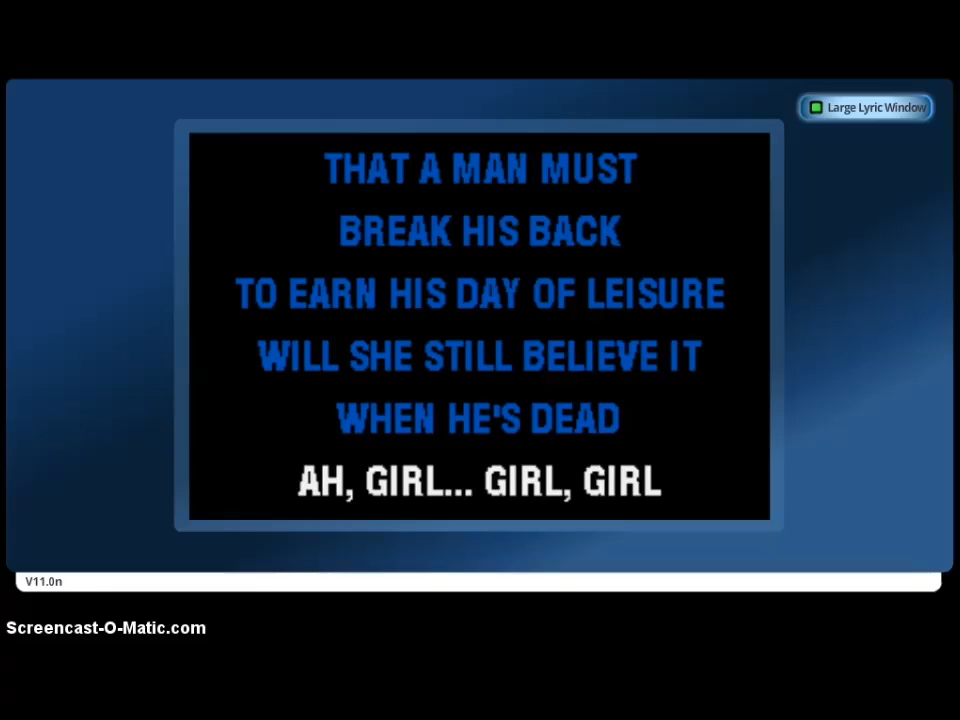 Large Lyric Window
THAT A MAN MUST
BREAK HIS BACK
TO EARN HIS DAY OF LEISURE
WILL SHE STILL BELIEVE IT
WHEN HE'S DEAD
AH, GIRL... GIRL, GIRL
V11.0n
Screencast-O-Matic.com